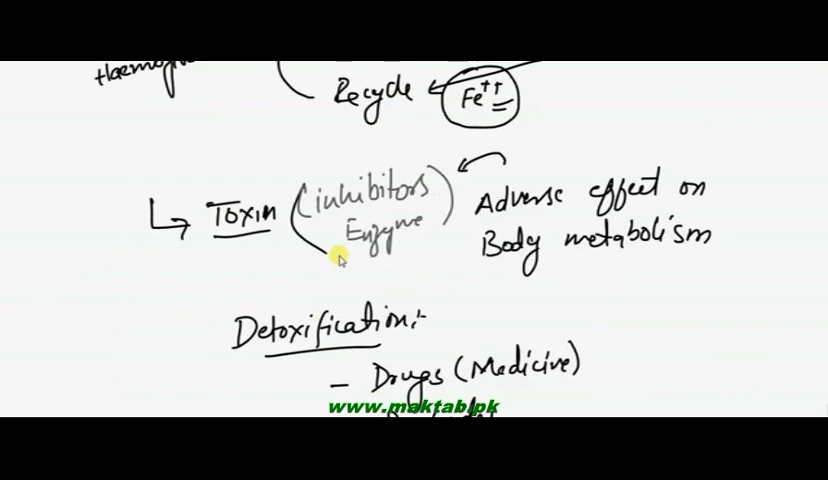 Recycle Fe++
Toxin (inhibitors Enzyme) Adverse effect on
Body metabolism
Detoxification:-
- Drugs (Medicine)
www.maktab.pk